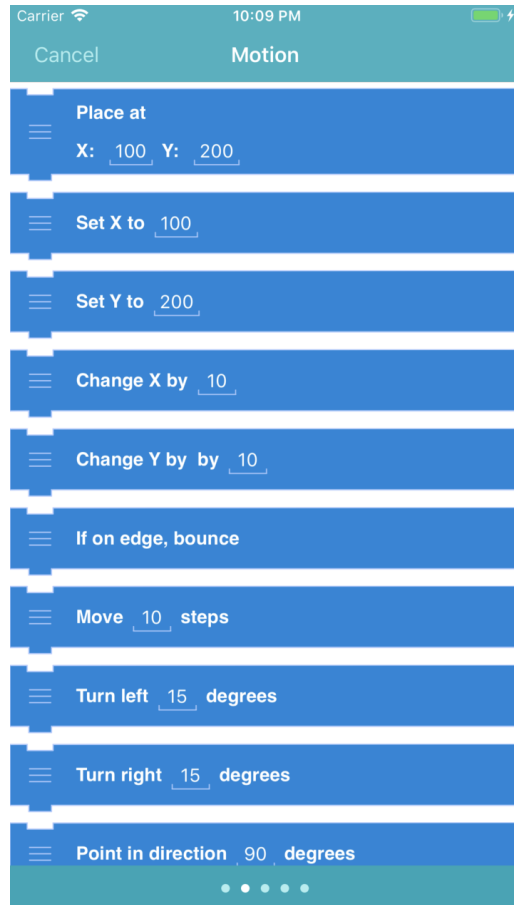 Carrier 10:09 PM
Cancel Motion
Place at
X: 100 Y: 200
Set X to 100
Set Y to 200
Change X by 10
Change Y by by 10
If on edge, bounce
Move 10 steps
Turn left 15 degrees
Turn right 15 degrees
Point in direction 90 degrees